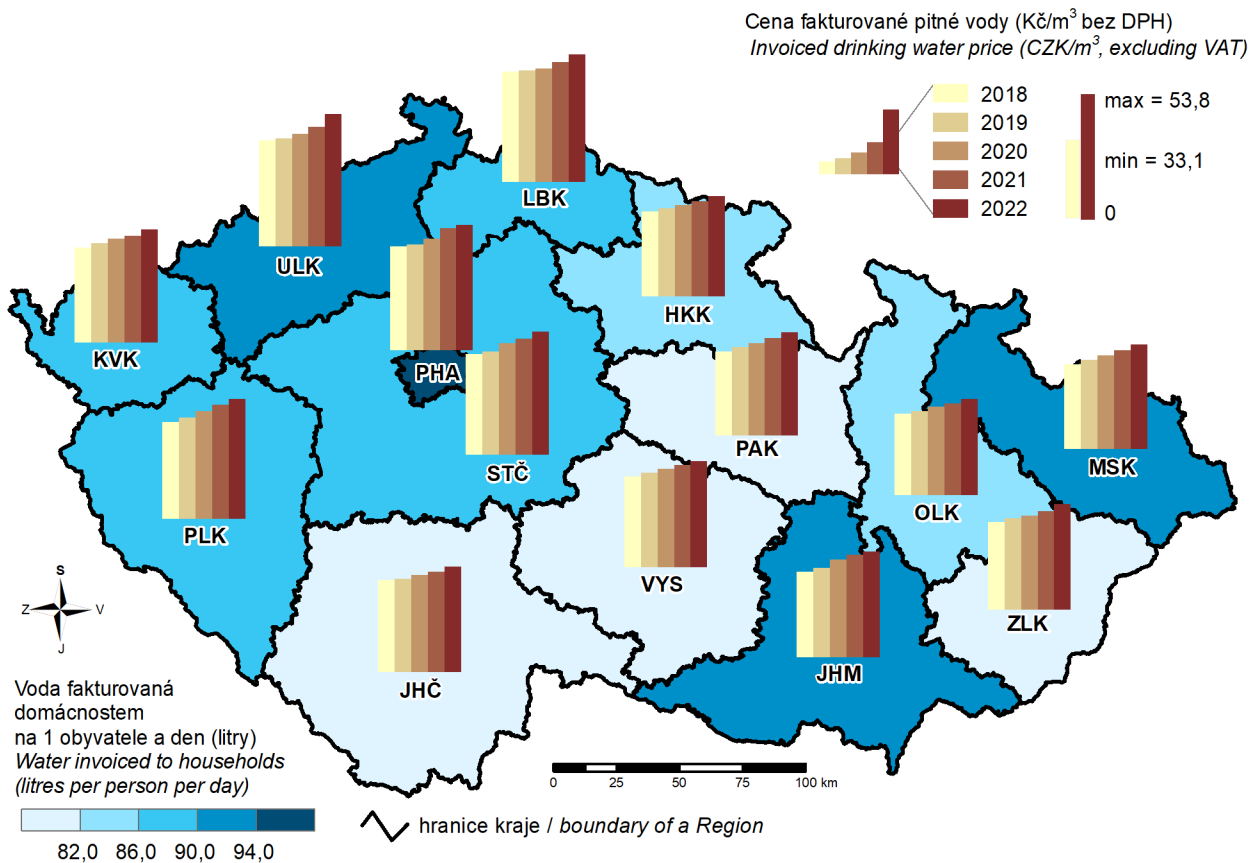 Cena fakturované pitné vody (Kč/m³ bez DPH)
Invoiced drinking water price (CZK/m³, excluding VAT)
2018
2019
2020
2021
2022
max = 53,8
min = 33,1
0
LBK
ULK
HKK
KVK
PHA
STČ
PAK
MSK
PLK
OLK
VYS
ZLK
JHČ
JHM
S
Z
V
J
Voda fakturovaná
domácnostem
na 1 obyvatele a den (litry)
Water invoiced to households
(litres per person per day)
82,0 86,0 90,0 94,0
hranice kraje / boundary of a Region
0 25 50 75 100 km